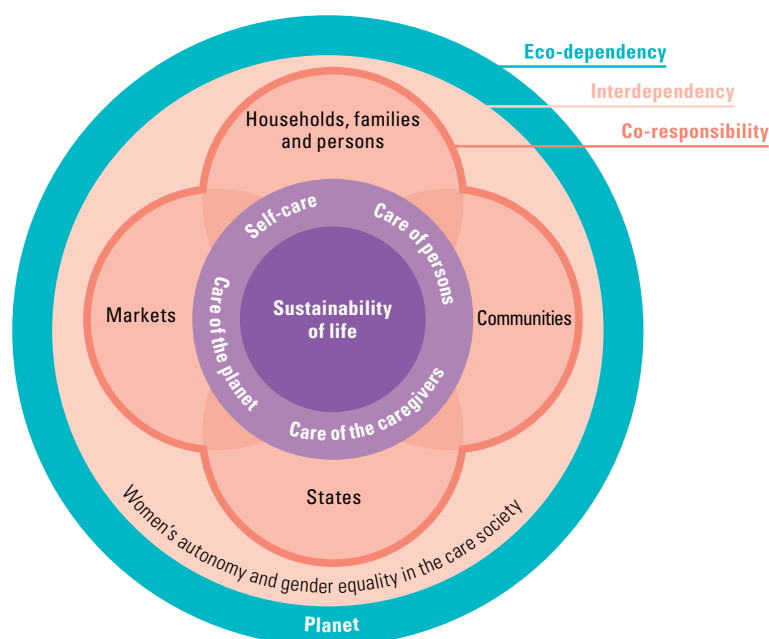 Eco-dependency
Interdependency
Co-responsibility
Households, families
and persons
Self-care
Care of persons
Care of the planet
Markets
Sustainability
of life
Communities
Care of the caregivers
States
Women's autonomy and gender equality in the care society
Planet